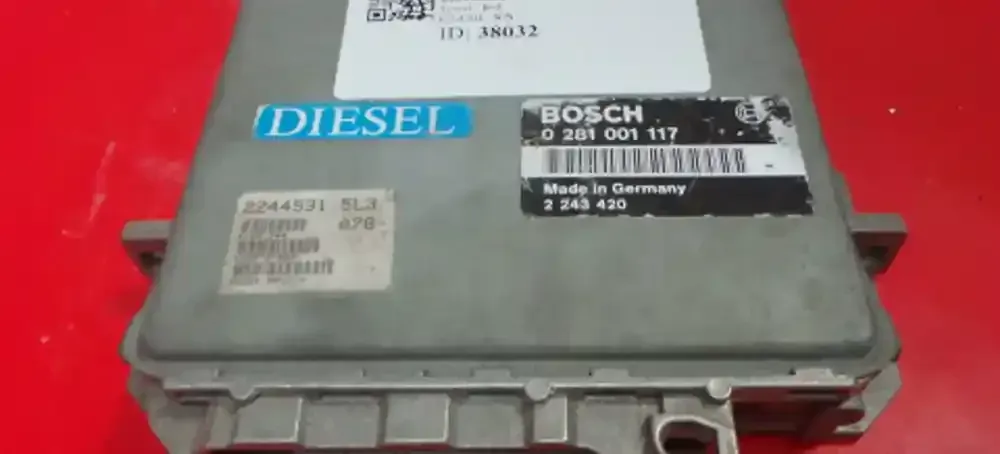 ID: 38032
DIESEL
BOSCH
0 281 001 117
Made in Germany
2 243 420
2244531 5L3
078-